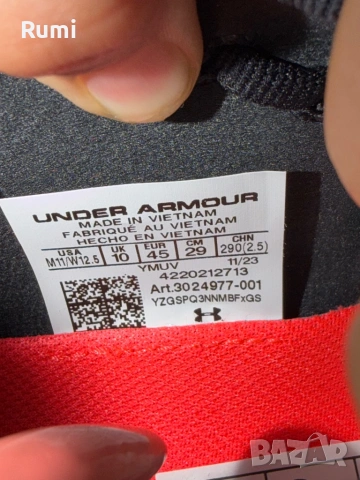 Rumi
UNDER ARMOUR
MADE IN VIETNAM
FABRIQUÉ AU VIETNAM
HECHO EN VIETNAM
USA UK EUR CM CHN
M11/W12.5 10 45 29 290(2.5)
YMUV 11/23
4220212713
Art.3024977-001
YZGSPQ3NNMBFxGS
bazar